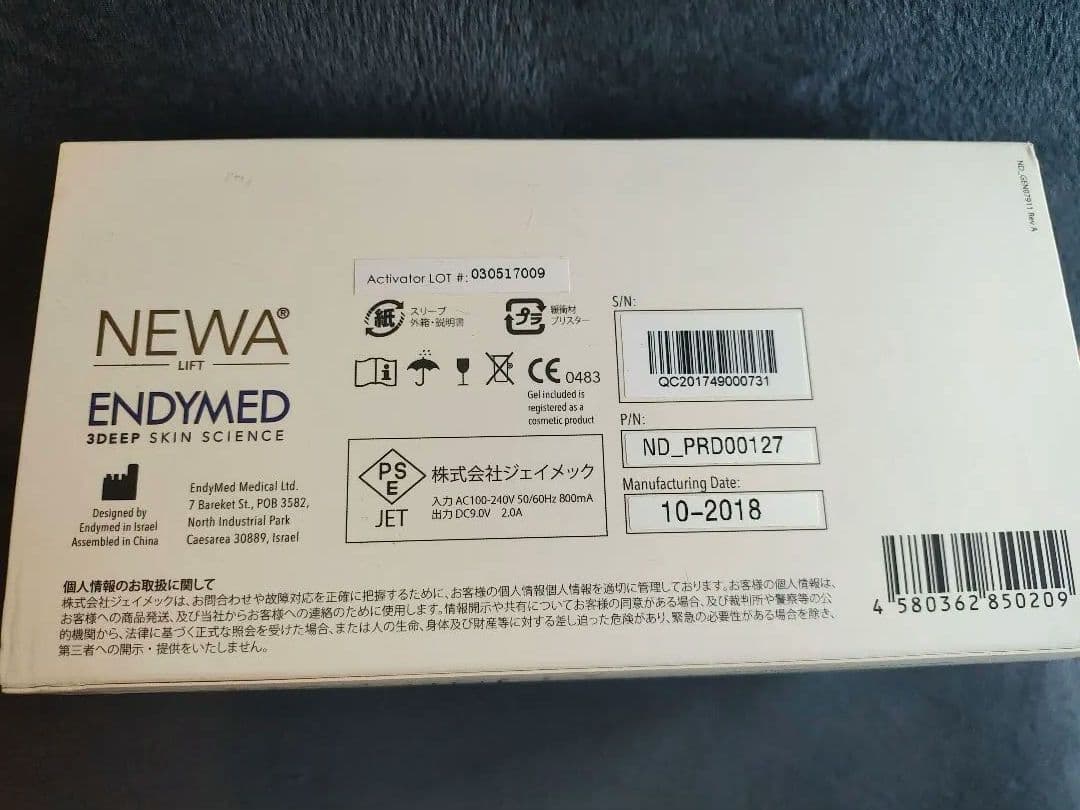 ND_GEN07911 Rev A
Activator LOT #: 030517009
NEWA®
LIFT
ENDYMED
3DEEP SKIN SCIENCE
Designed by
Endymed in Israel
Assembled in China
EndyMed Medical Ltd.
7 Bareket St., POB 3582,
North Industrial Park
Caesarea 30889, Israel
紙
スリーブ
外箱・説明書
プラ
緩衝材
ブリスター
CE 0483
Gel included is
registered as a
cosmetic product
PS
E
JET
株式会社ジェイメック
入力 AC100-240V 50/60Hz 800mA
出力 DC9.0V 2.0A
S/N:
QC201749000731
P/N:
ND_PRD00127
Manufacturing Date:
10-2018
4 580362 850209
個人情報のお取扱に関して
株式会社ジェイメックは、お問合わせや故障対応を正確に把握するために、お客様の個人情報個人情報を適切に管理しております。お客様の個人情報は、
お客様への商品発送、及び当社からお客様への連絡のために使用します。情報開示や共有についてお客様の同意がある場合、及び裁判所や警察等の公
的機関から、法律に基づく正式な照会を受けた場合、または人の生命、身体及び財産等に対する差し迫った危険があり、緊急の必要性がある場合を除き、
第三者への開示・提供をいたしません。